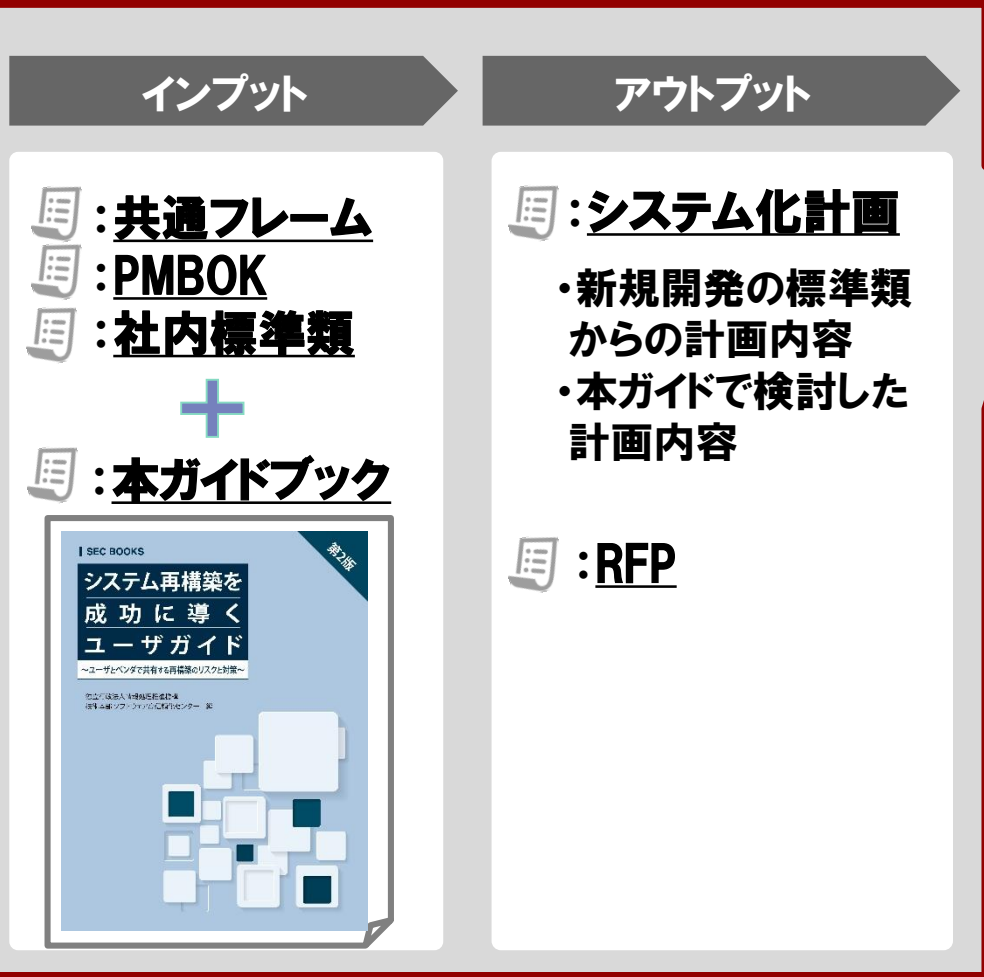 インプット
:共通フレーム
:PMBOK
:社内標準類
+
:本ガイドブック
SEC BOOKS
第2版
システム再構築を
成功に導く
ユーザガイド
～ユーザとベンダで共有する再構築のリスクと対策～
アウトプット
:システム化計画
・新規開発の標準類
からの計画内容
・本ガイドで検討した
計画内容
:RFP